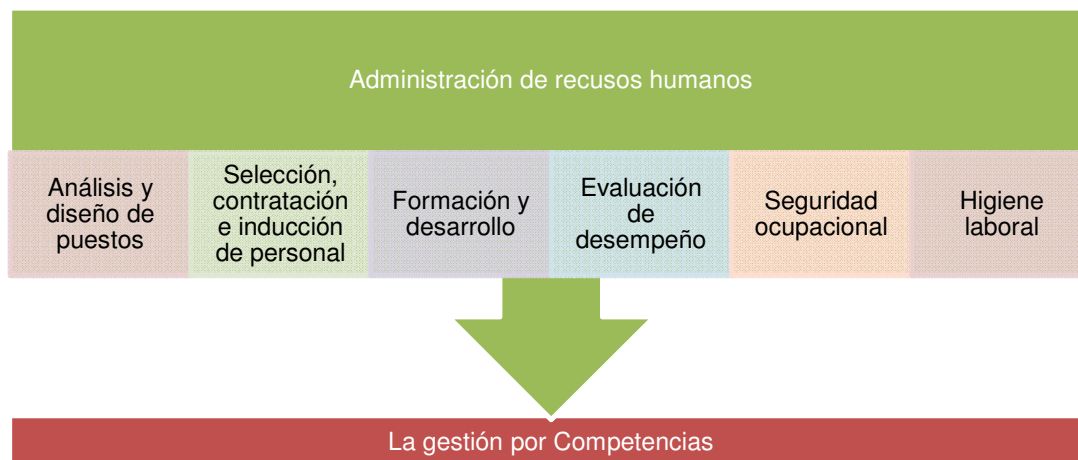 Administración de recusos humanos
Análisis y
diseño de
puestos
Selección,
contratación
e inducción
de personal
Formación y
desarrollo
Evaluación
de
desempeño
Seguridad
ocupacional
Higiene
laboral
La gestión por Competencias